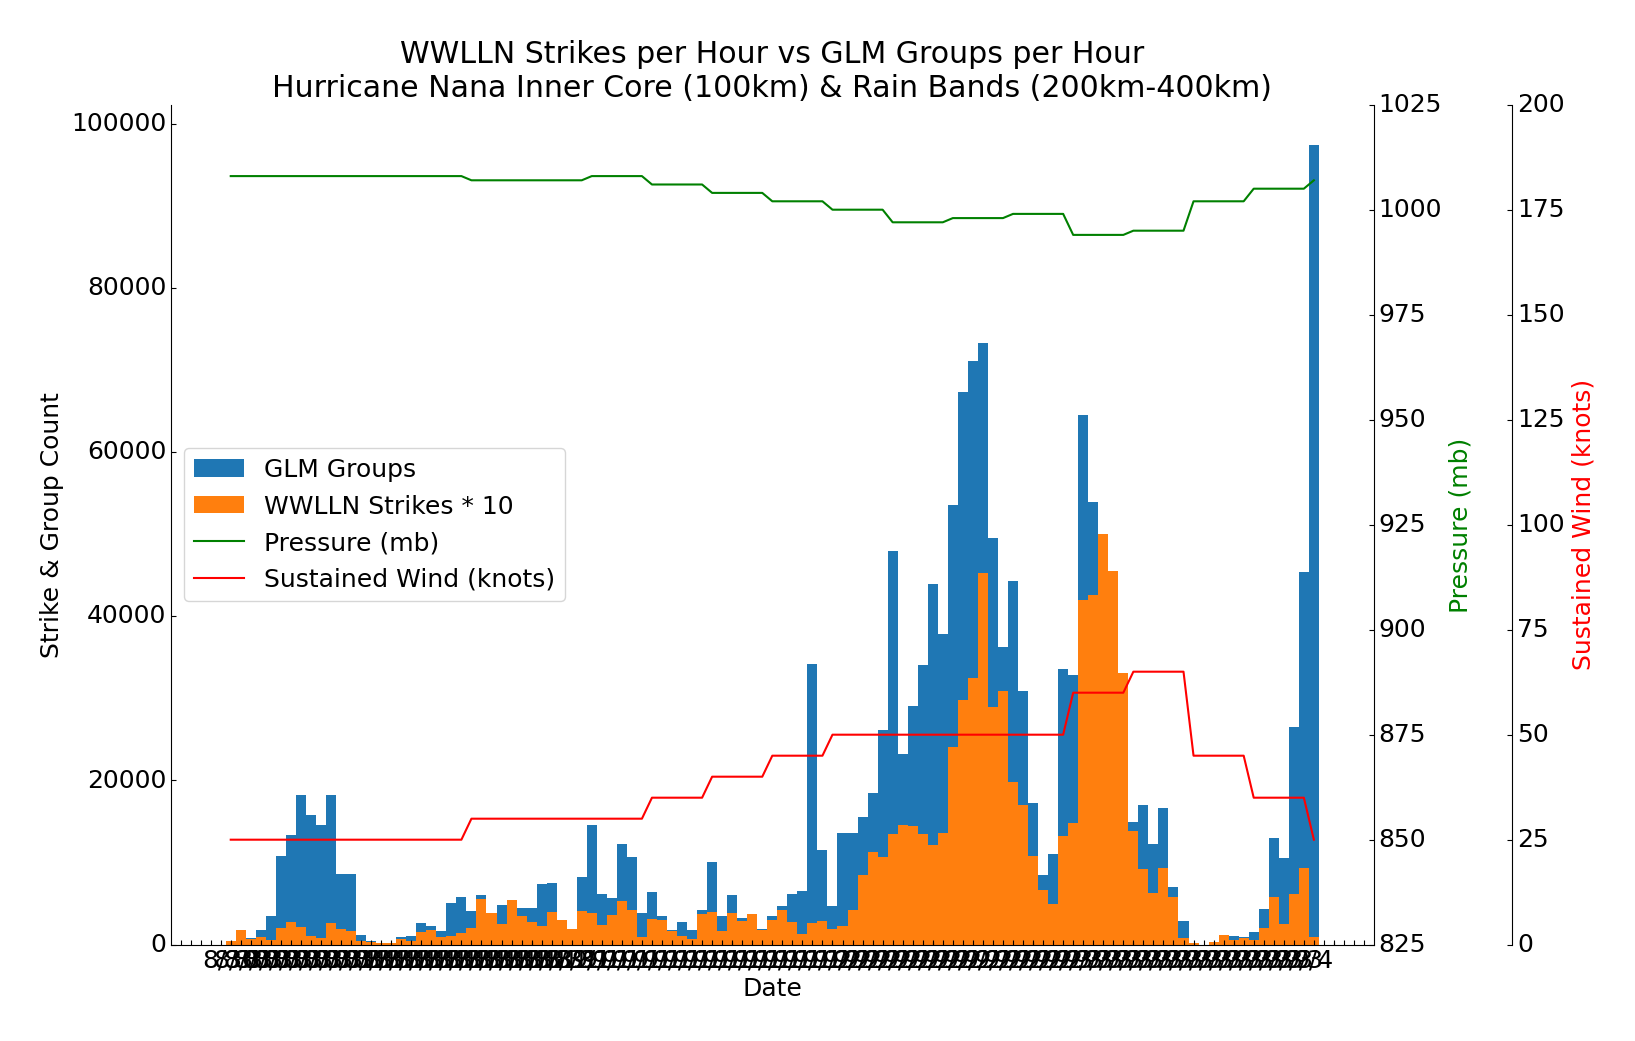 WWLLN Strikes per Hour vs GLM Groups per Hour
Hurricane Nana Inner Core (100km) & Rain Bands (200km-400km)
100000
80000
60000
40000
20000
0
Strike & Group Count
GLM Groups
WWLLN Strikes * 10
Pressure (mb)
Sustained Wind (knots)
1025
1000
975
950
925
900
875
850
825
Pressure (mb)
200
175
150
125
100
75
50
25
0
Sustained Wind (knots)
Date